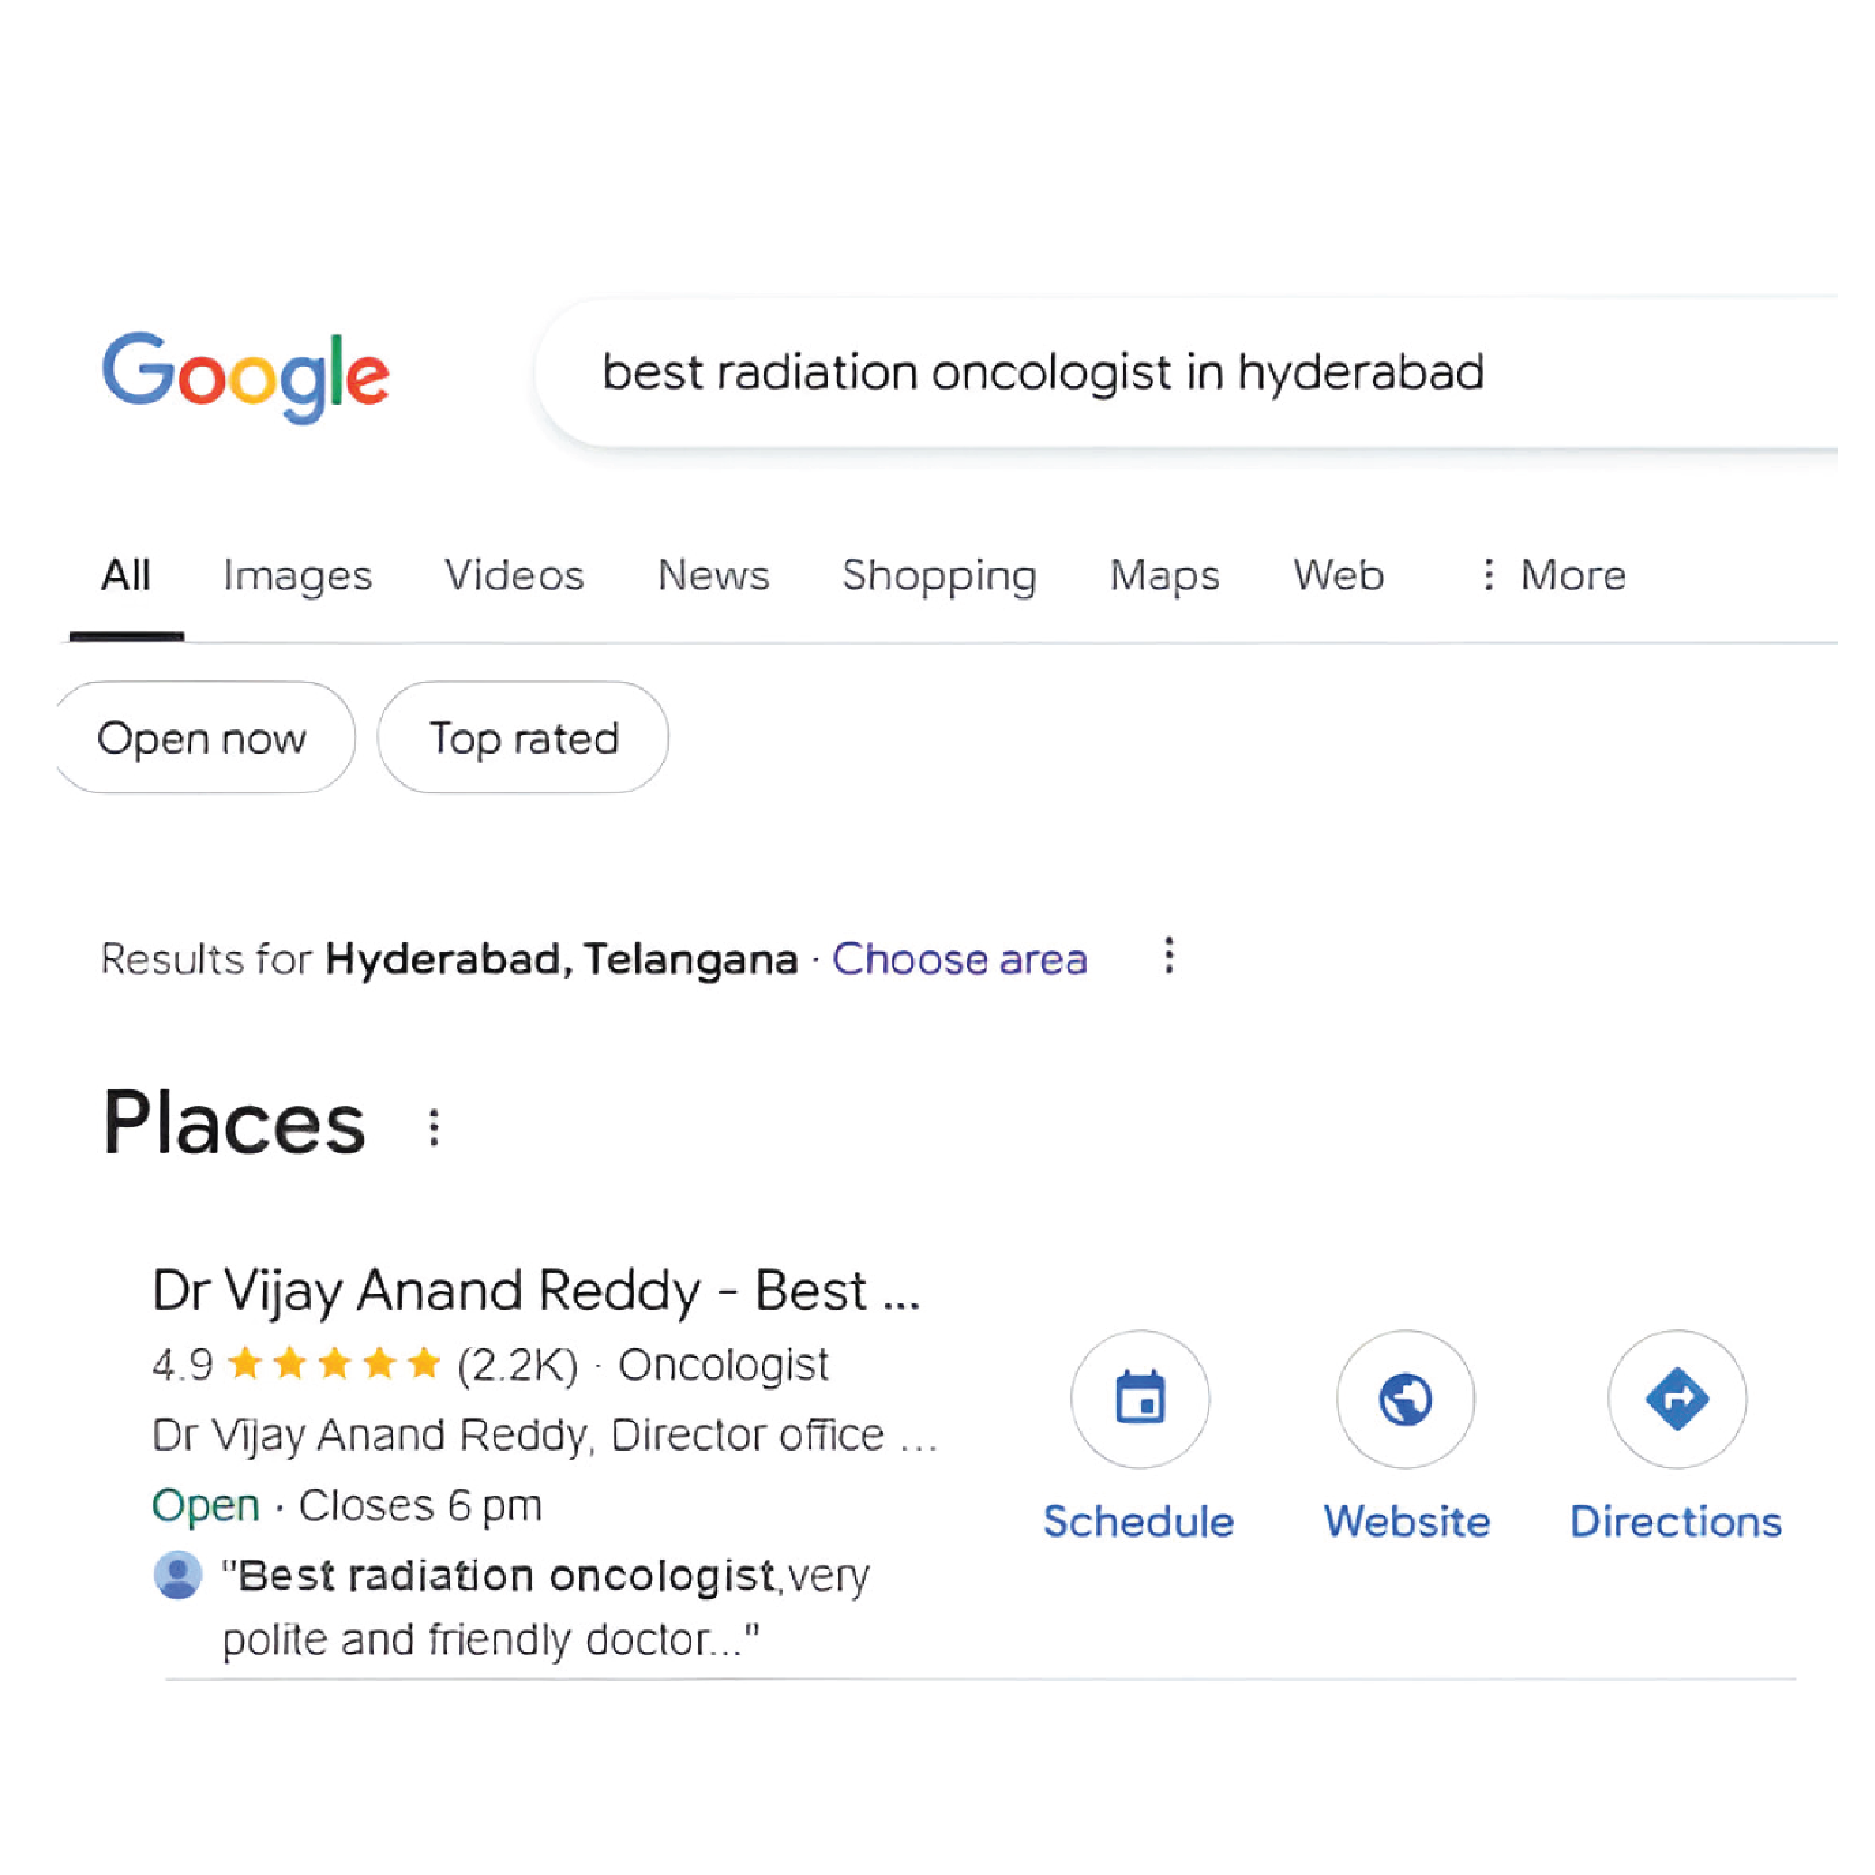 Google
best radiation oncologist in hyderabad
All Images Videos News Shopping Maps Web ⋮ More
Open now Top rated
Results for Hyderabad, Telangana · Choose area ⋮
Places ⋮
Dr Vijay Anand Reddy - Best ...
4.9 ★★★★★ (2.2K) · Oncologist
Dr Vijay Anand Reddy, Director office ...
Open · Closes 6 pm
"Best radiation oncologist,very
polite and friendly doctor..."
Schedule Website Directions